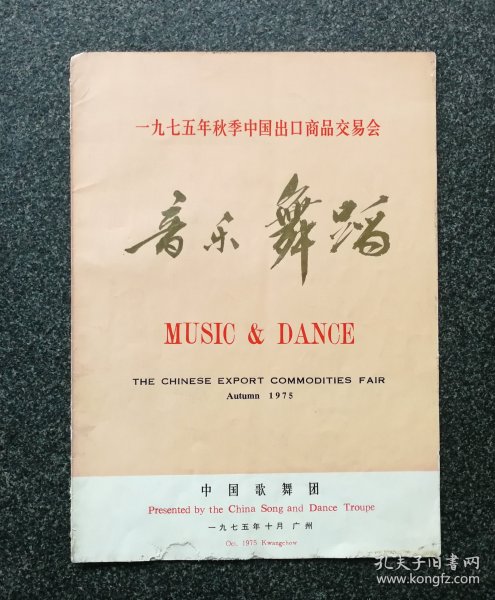 一九七五年秋季中国出口商品交易会
音乐舞蹈
MUSIC & DANCE
THE CHINESE EXPORT COMMODITIES FAIR
Autumn 1975
中国歌舞团
Presented by the China Song and Dance Troupe
一九七五年十月 广州
Oct. 1975 Kwangchow
孔夫子旧书网
www.kongfz.com